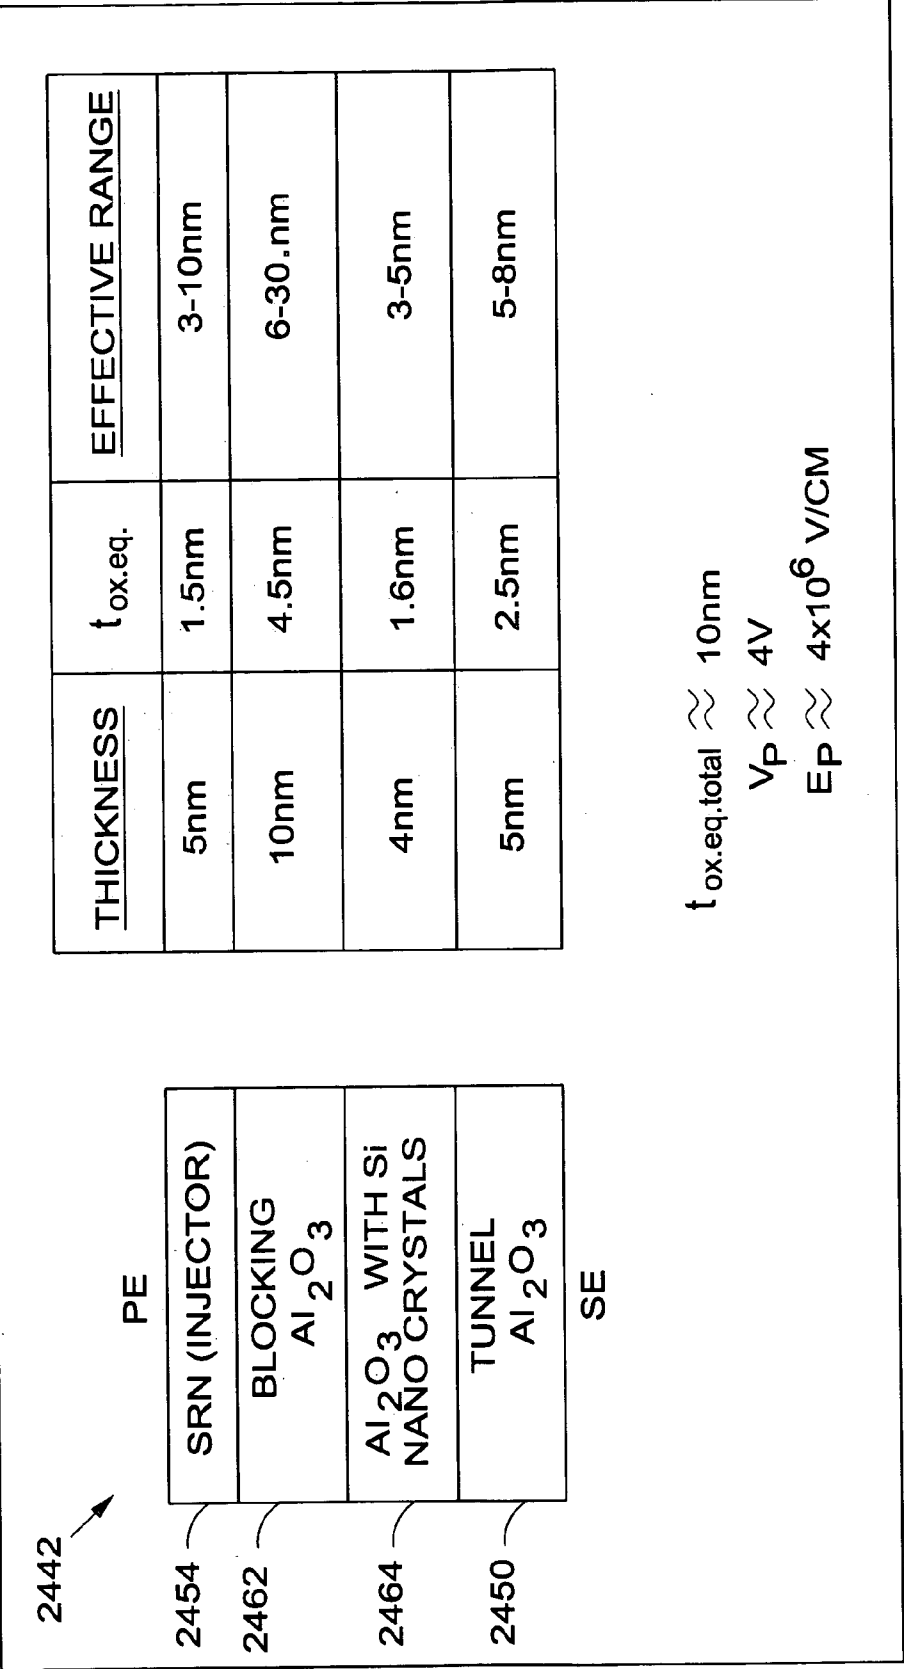 2442
PE
2454
SRN (INJECTOR)
2462
BLOCKING
Al2O3
2464
Al2O3 WITH Si
NANO CRYSTALS
2450
TUNNEL
Al2O3
SE
THICKNESS tox.eq. EFFECTIVE RANGE
5nm 1.5nm 3-10nm
10nm 4.5nm 6-30.nm
4nm 1.6nm 3-5nm
5nm 2.5nm 5-8nm
tox.eq.total ≈ 10nm
VP ≈ 4V
EP ≈ 4x10⁶ V/CM